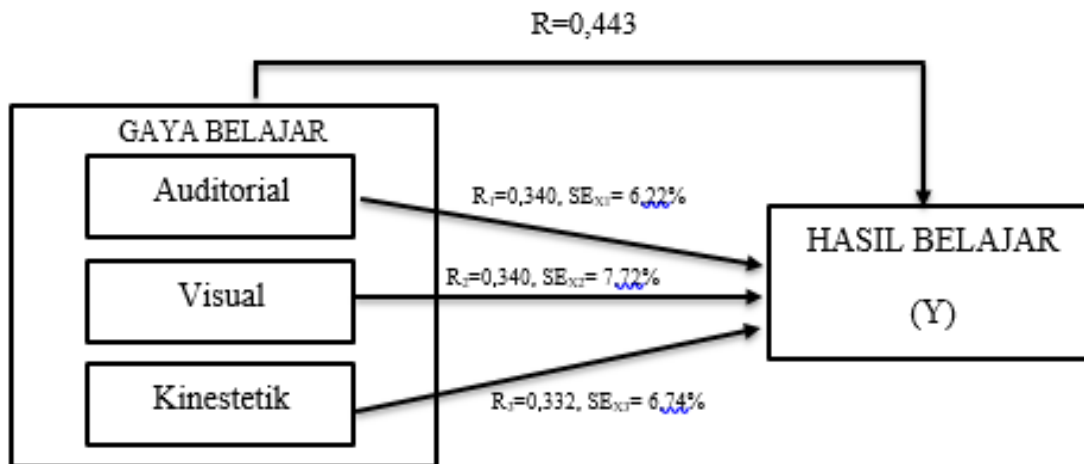 R=0,443
GAYA BELAJAR
Auditorial
R₁=0,340, SEₓ₁= 6,22%
Visual
R₂=0,340, SEₓ₂= 7,72%
Kinestetik
R₃=0,332, SEₓ₃= 6,74%
HASIL BELAJAR
(Y)